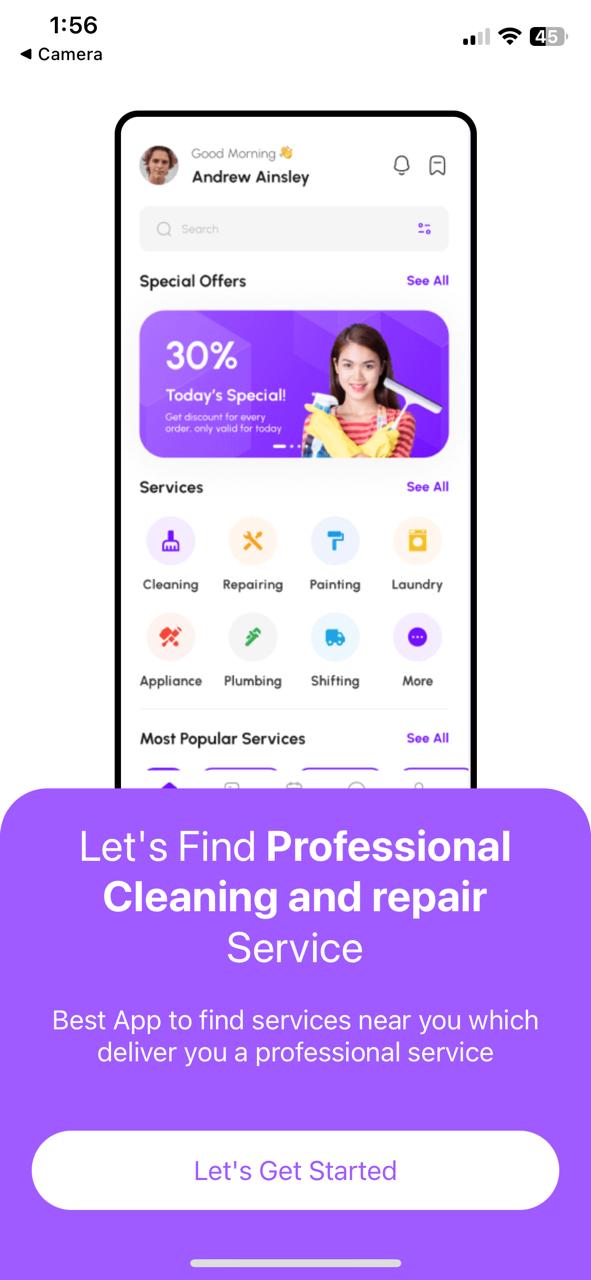 1:56
45
◀ Camera
Good Morning 👋
Andrew Ainsley
Search
Special Offers See All
30%
Today's Special!
Get discount for every
order. only valid for today
Services See All
Cleaning Repairing Painting Laundry
Appliance Plumbing Shifting More
Most Popular Services See All
Let's Find Professional
Cleaning and repair
Service
Best App to find services near you which
deliver you a professional service
Let's Get Started